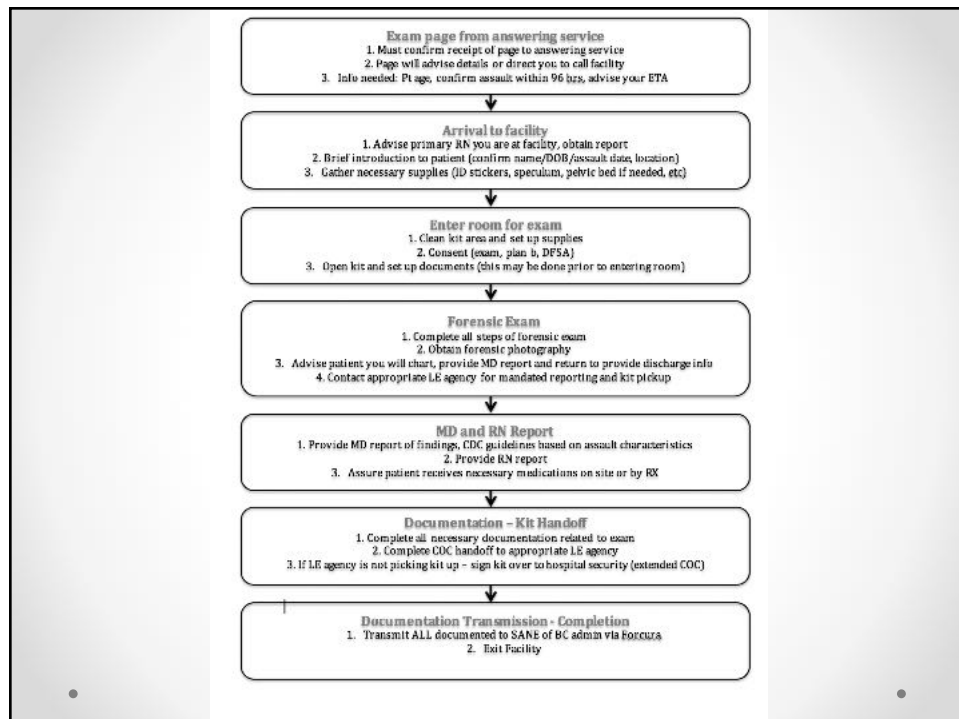 Exam page from answering service
1. Must confirm receipt of page to answering service
2. Page will advise details or direct you to call facility
3. Info needed: Pt age, confirm assault within 96 hrs, advise your ETA
Arrival to facility
1. Advise primary RN you are at facility, obtain report
2. Brief introduction to patient (confirm name/DOB/assault date, location)
3. Gather necessary supplies (ID stickers, speculum, pelvic bed if needed, etc)
Enter room for exam
1. Clean kit area and set up supplies
2. Consent (exam, plan b, DFSA)
3. Open kit and set up documents (this may be done prior to entering room)
Forensic Exam
1. Complete all steps of forensic exam
2. Obtain forensic photography
3. Advise patient you will chart, provide MD report and return to provide discharge info
4. Contact appropriate LE agency for mandated reporting and kit pickup
MD and RN Report
1. Provide MD report of findings, CDC guidelines based on assault characteristics
2. Provide RN report
3. Assure patient receives necessary medications on site or by RX
Documentation – Kit Handoff
1. Complete all necessary documentation related to exam
2. Complete COC handoff to appropriate LE agency
3. If LE agency is not picking kit up – sign kit over to hospital security (extended COC)
Documentation Transmission - Completion
1. Transmit ALL documented to SANE of BC admin via Forcura
2. Exit Facility